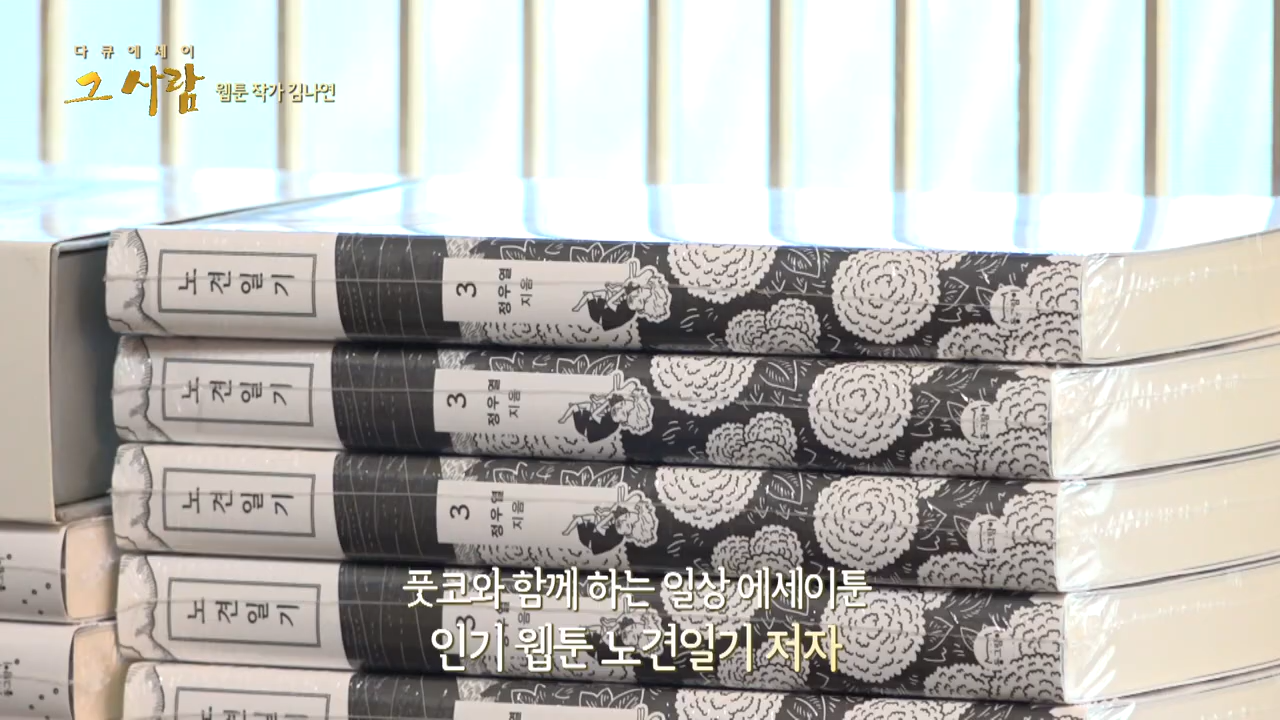 다큐에세이
그 사람 웹툰 작가 김나연
노견일기
3
정우열
지음
노견일기
3
정우열
지음
노견일기
3
정우열
지음
노견일기
3
풋코와 함께 하는 일상 에세이툰
인기 웹툰 노견일기 저자